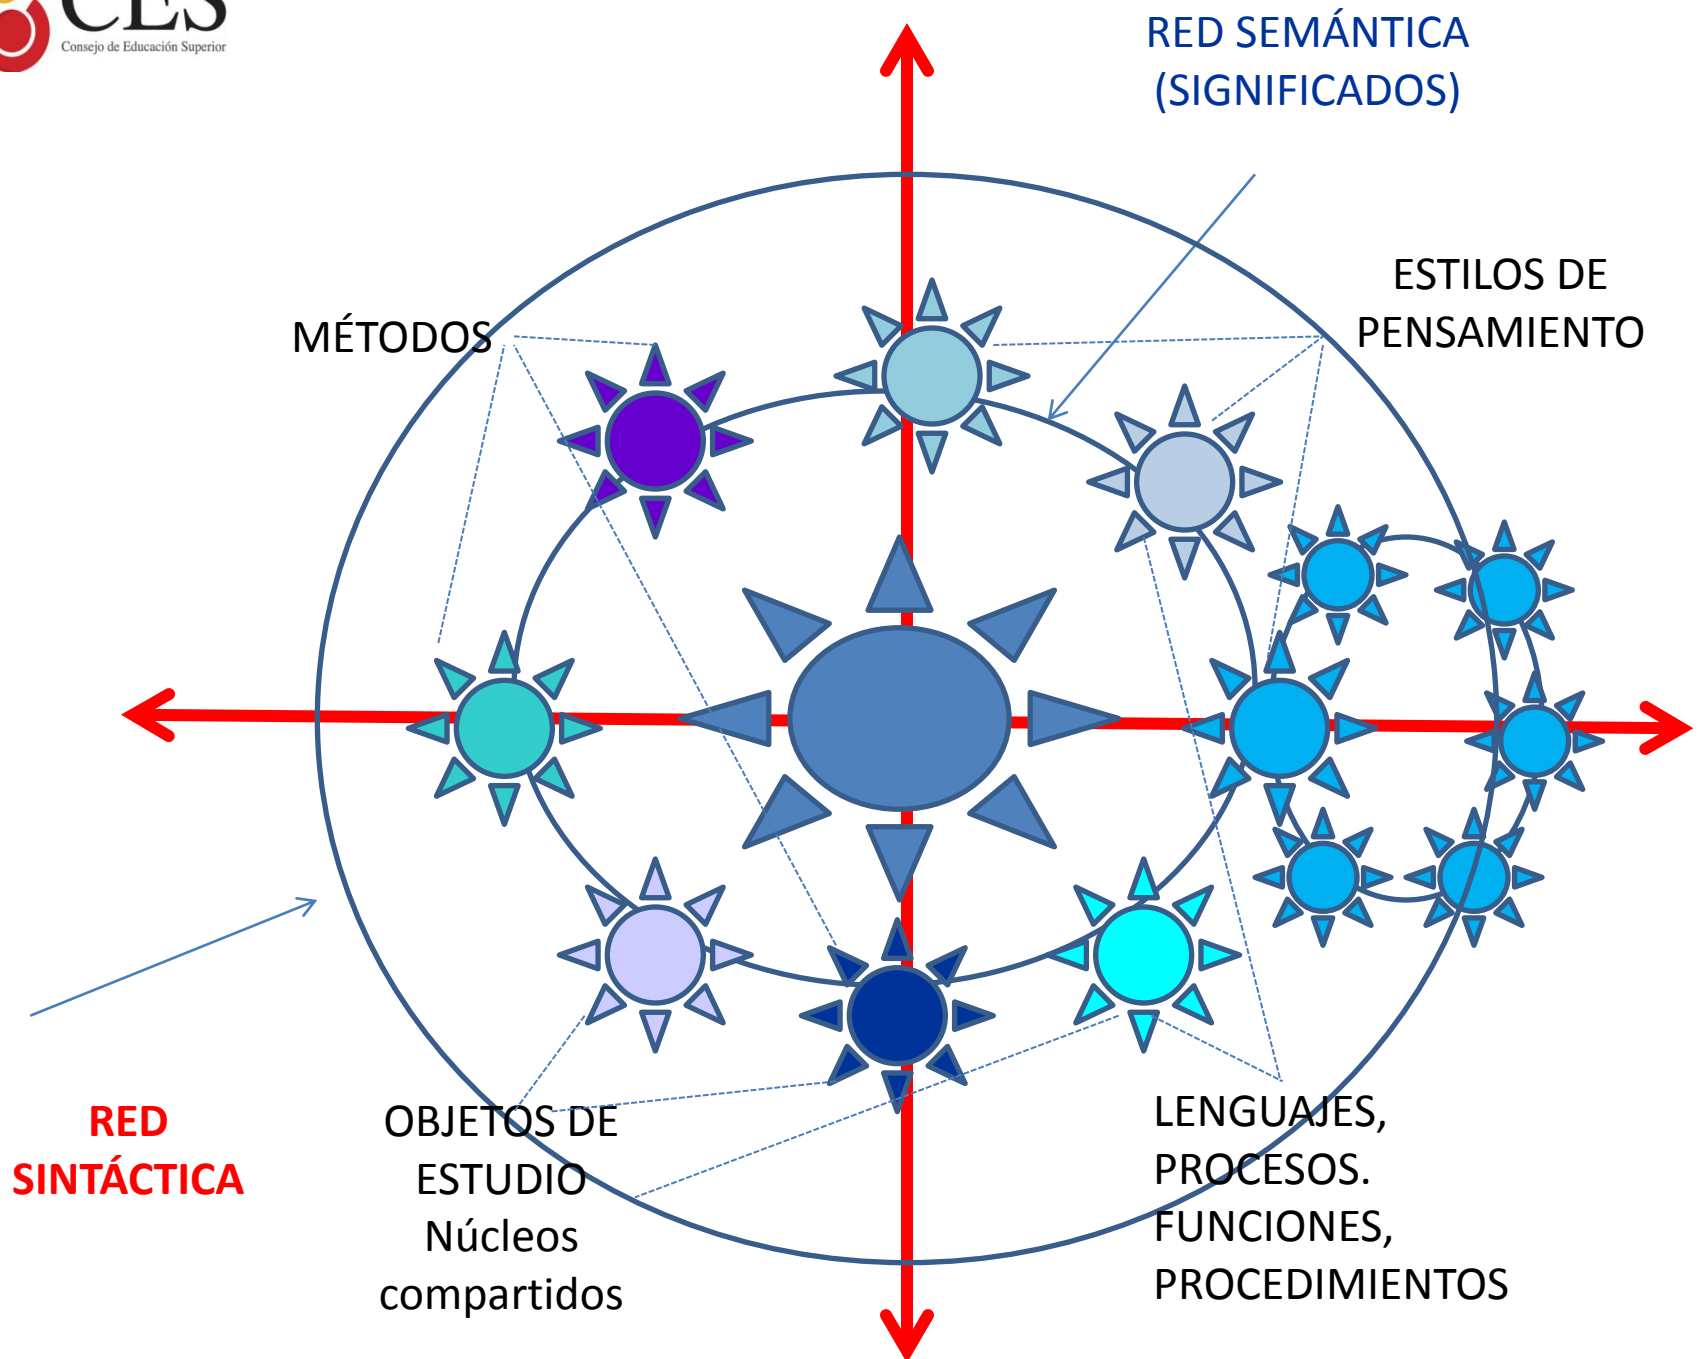 CES
Consejo de Educación Superior
RED SEMÁNTICA
(SIGNIFICADOS)
ESTILOS DE
PENSAMIENTO
MÉTODOS
RED
SINTÁCTICA
OBJETOS DE
ESTUDIO
Núcleos
compartidos
LENGUAJES,
PROCESOS.
FUNCIONES,
PROCEDIMIENTOS